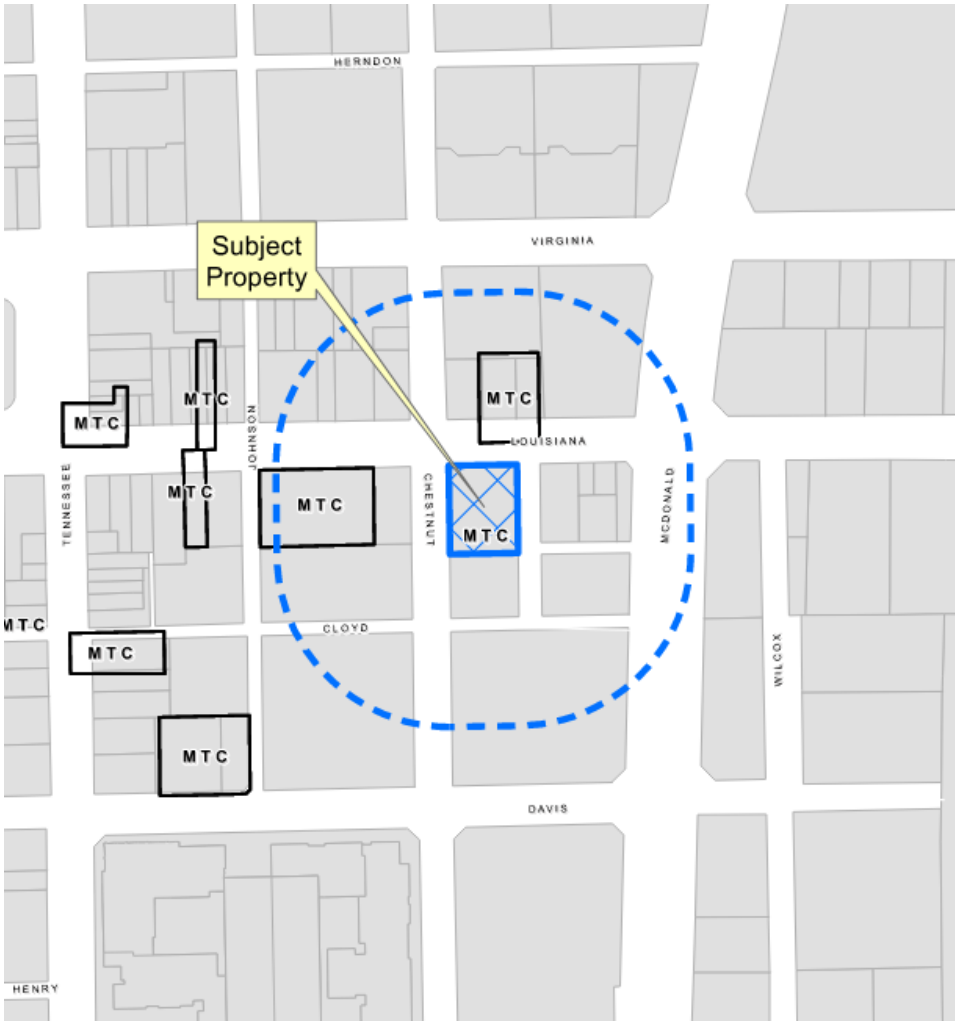 HERNDON
VIRGINIA
Subject
Property
MTC
MTC
MTC
JOHNSON
LOUISIANA
TENNESSEE
MTC
MTC
CHESTNUT
MCDONALD
MTC
MTC
CLOYD
MTC
WILCOX
MTC
DAVIS
HENRY